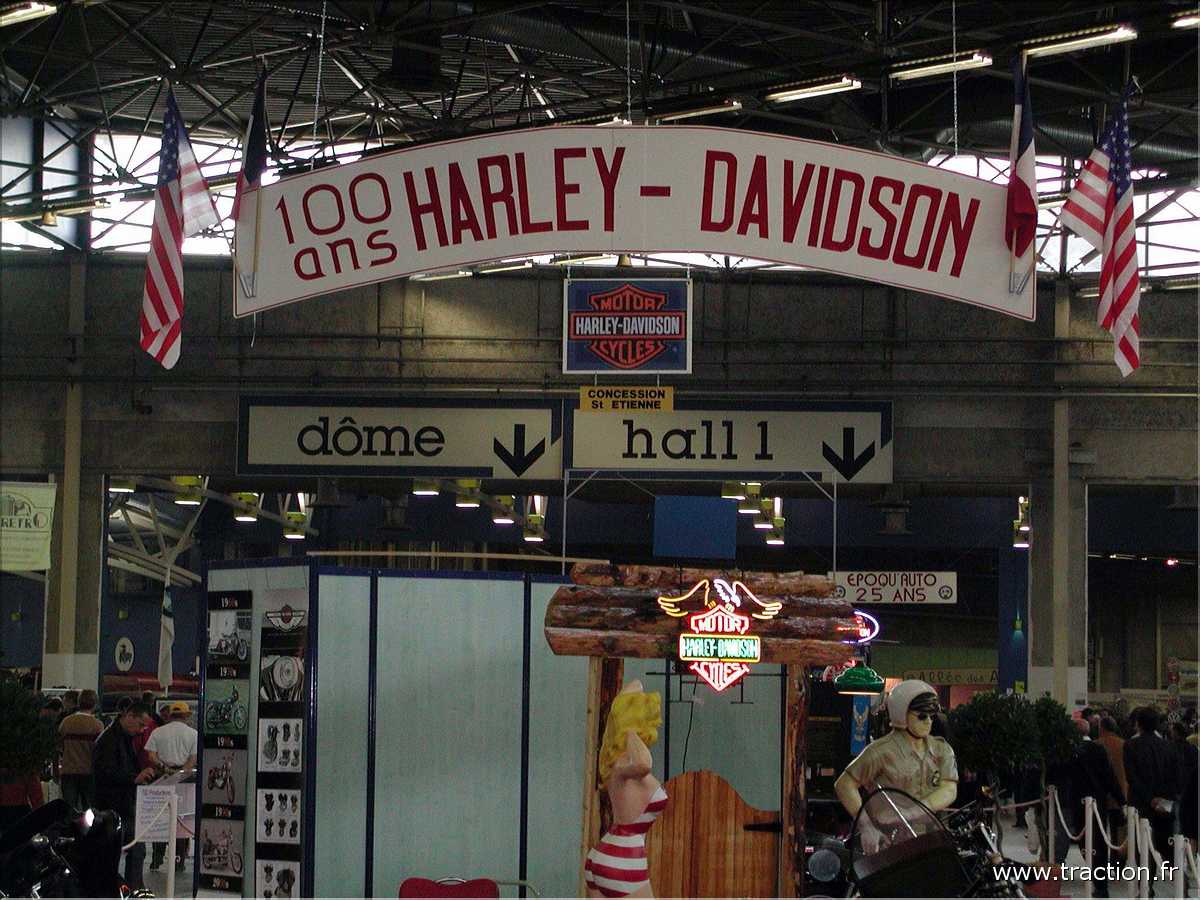 100 ans HARLEY - DAVIDSON
MOTOR
HARLEY-DAVIDSON
CYCLES
CONCESSION
St ETIENNE
dôme
hall 1
RETRO
EPOQU'AUTO
25 ANS
MOTOR
HARLEY-DAVIDSON
CYCLES
www.traction.fr